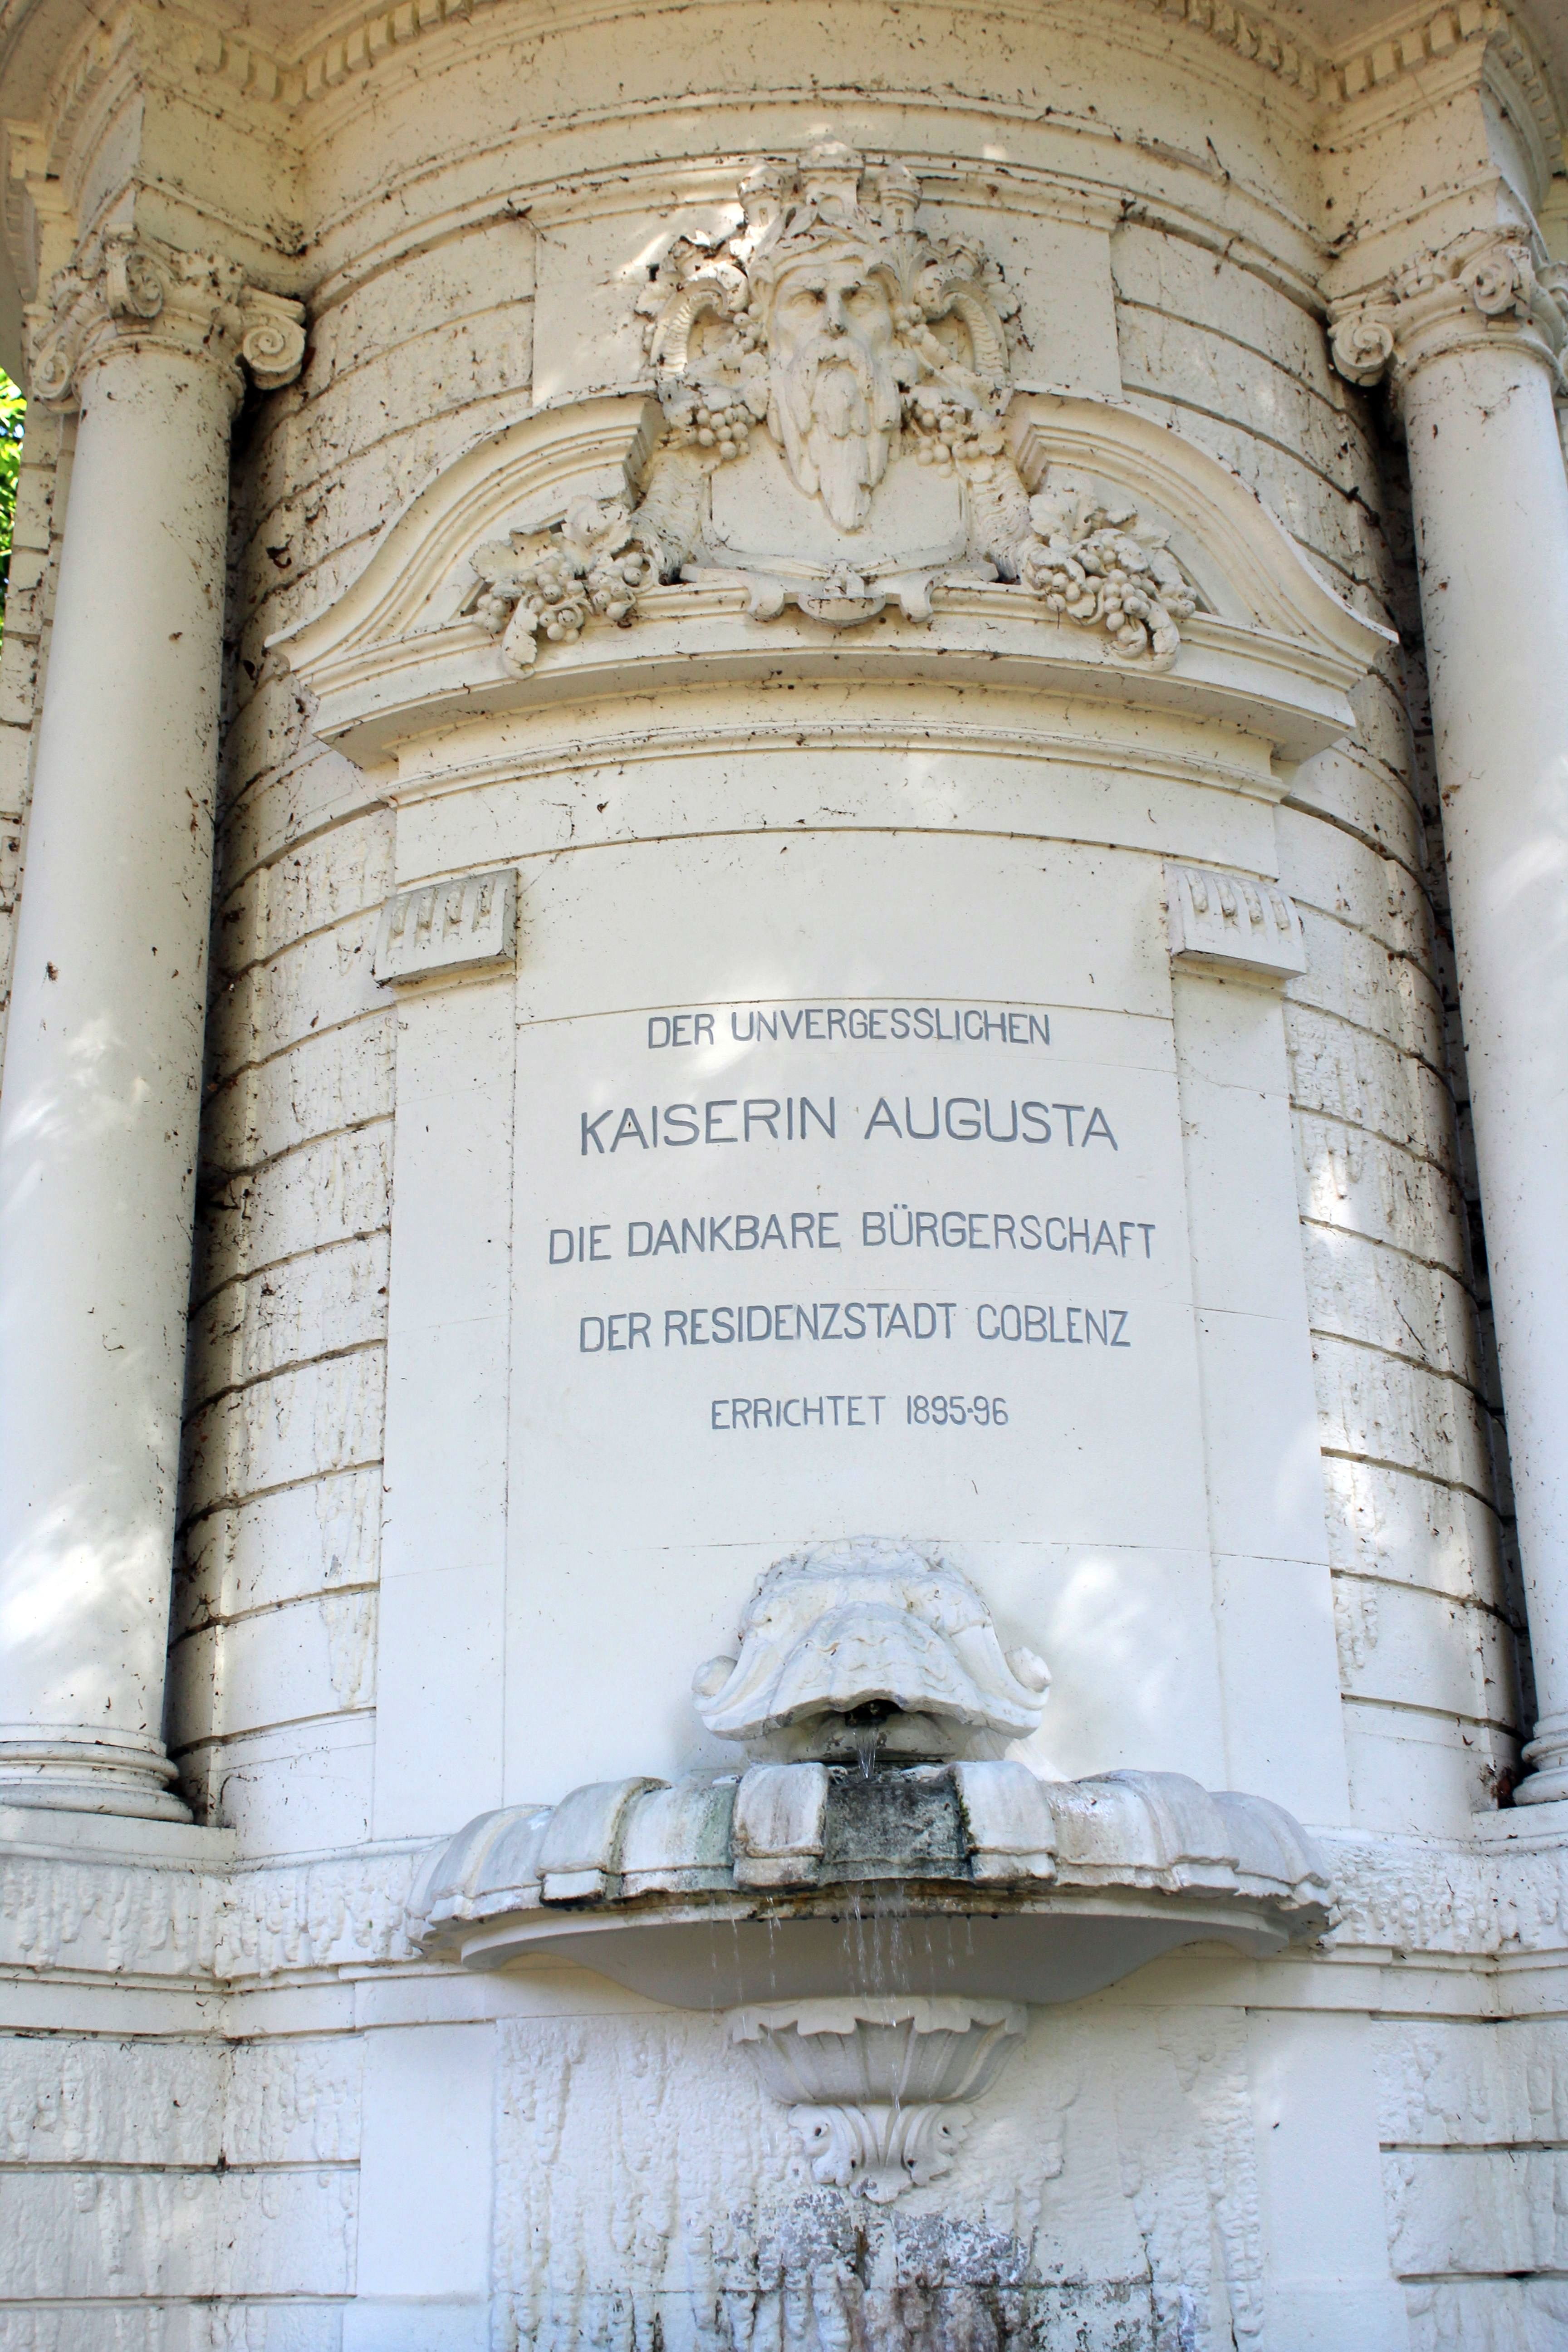 DER UNVERGESSLICHEN
KAISERIN AUGUSTA
DIE DANKBARE BÜRGERSCHAFT
DER RESIDENZSTADT COBLENZ
ERRICHTET 1895-96